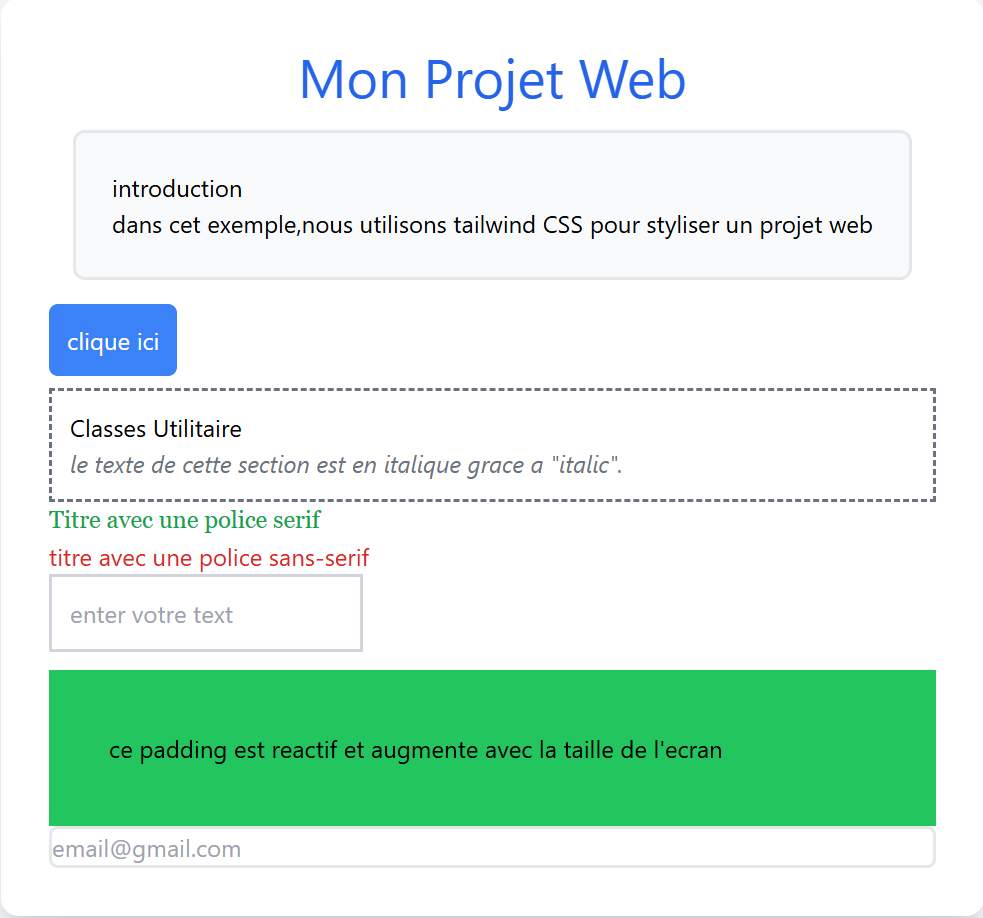 Mon Projet Web
introduction
dans cet exemple,nous utilisons tailwind CSS pour styliser un projet web
clique ici
Classes Utilitaire
le texte de cette section est en italique grace a "italic".
Titre avec une police serif
titre avec une police sans-serif
enter votre text
ce padding est reactif et augmente avec la taille de l'ecran
email@gmail.com